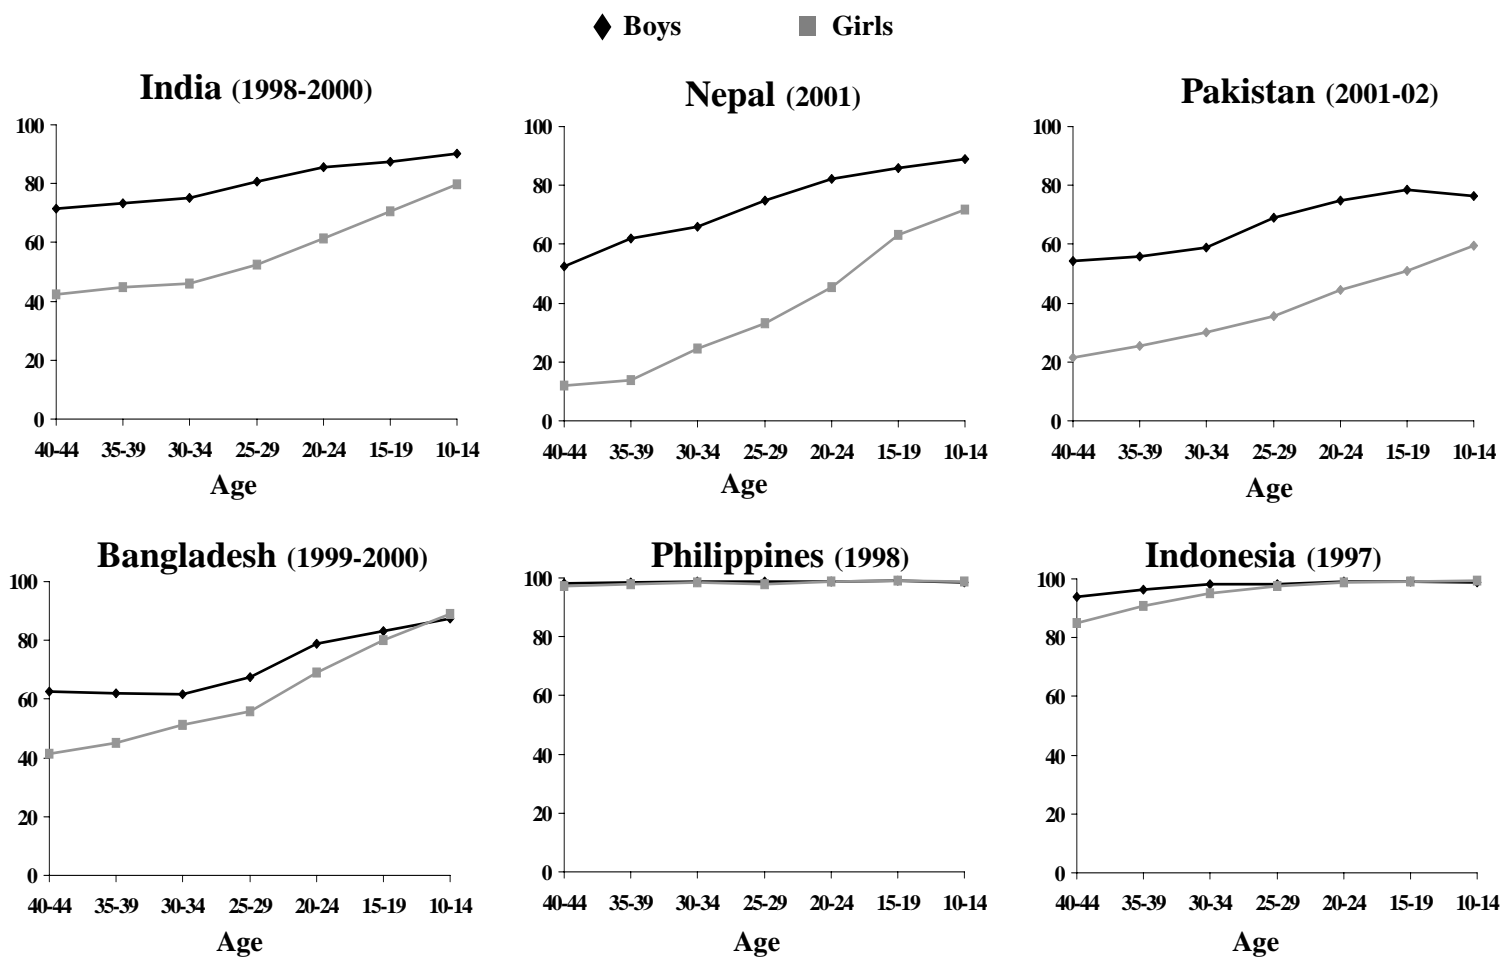 Boys Girls
India (1998-2000)
100
80
60
40
20
0
40-44 35-39 30-34 25-29 20-24 15-19 10-14
Age
Nepal (2001)
100
80
60
40
20
0
40-44 35-39 30-34 25-29 20-24 15-19 10-14
Age
Pakistan (2001-02)
100
80
60
40
20
0
40-44 35-39 30-34 25-29 20-24 15-19 10-14
Age
Bangladesh (1999-2000)
100
80
60
40
20
0
40-44 35-39 30-34 25-29 20-24 15-19 10-14
Age
Philippines (1998)
100
80
60
40
20
0
40-44 35-39 30-34 25-29 20-24 15-19 10-14
Age
Indonesia (1997)
100
80
60
40
20
0
40-44 35-39 30-34 25-29 20-24 15-19 10-14
Age